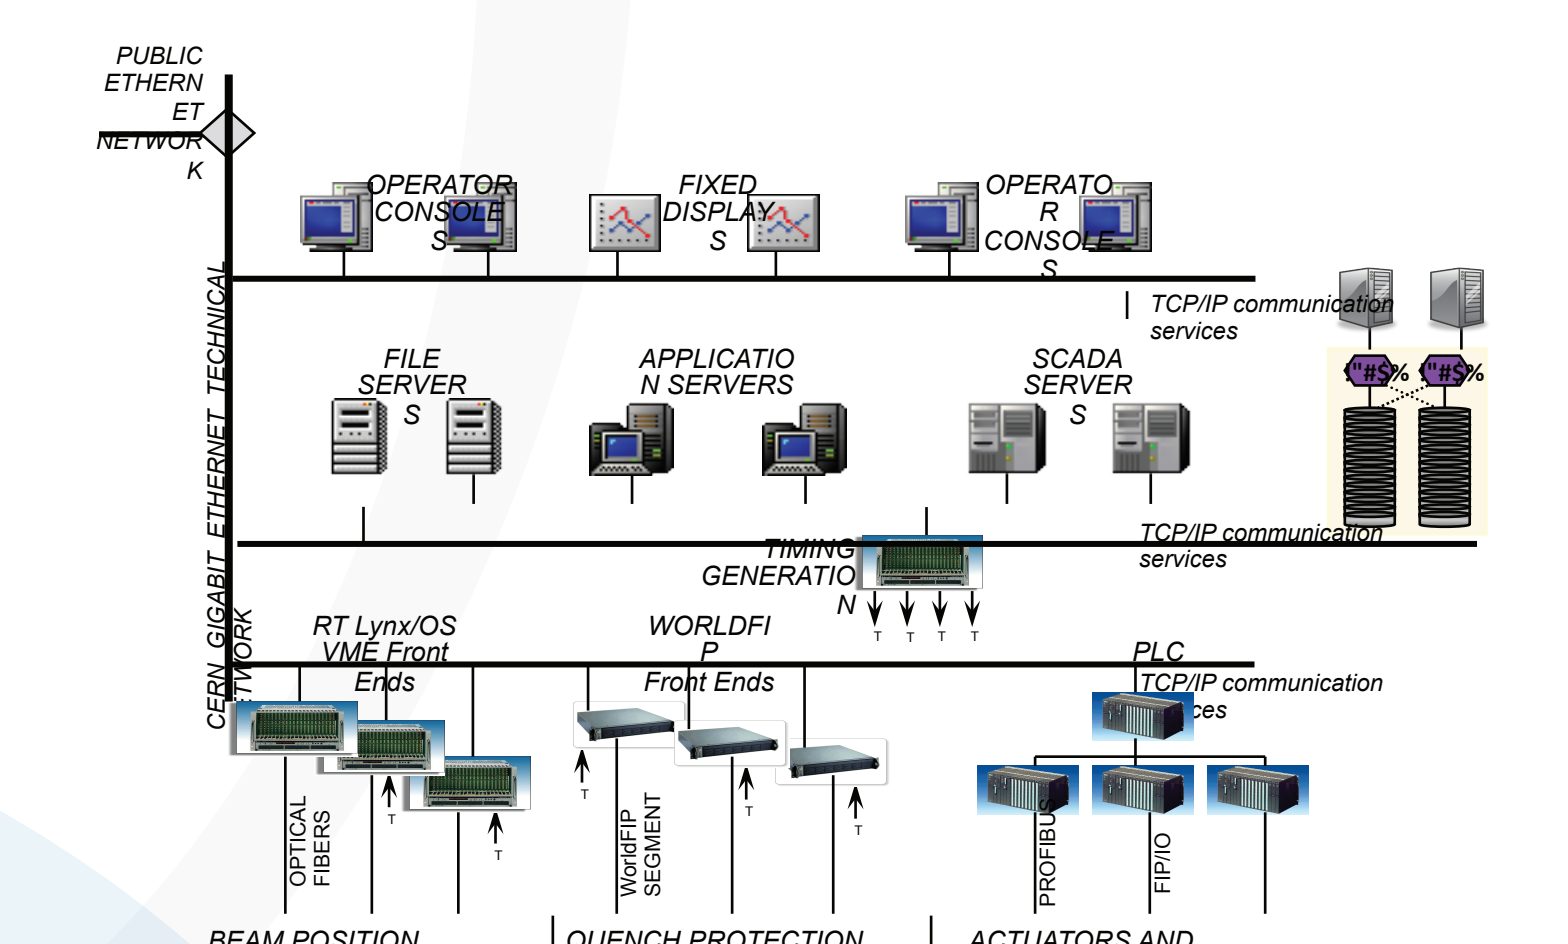 PUBLIC
ETHERN
ET
NETWOR
K
OPERATOR
CONSOLE
S
FIXED
DISPLAY
S
OPERATO
R
CONSOLE
S
TCP/IP communication
services
FILE
SERVER
S
APPLICATIO
N SERVERS
SCADA
SERVER
S
!"#$%
!"#$%
CERN GIGABIT ETHERNET TECHNICAL
ETWORK
TCP/IP communication
services
TIMING
GENERATIO
N
T
T
T
T
RT Lynx/OS
VME Front
Ends
WORLDFI
P
Front Ends
PLC
TCP/IP communication
ces
T
T
T
T
T
OPTICAL
FIBERS
WorldFIP
SEGMENT
PROFIBUS
FIP/IO
BEAM POSITION
QUENCH PROTECTION
ACTUATORS AND